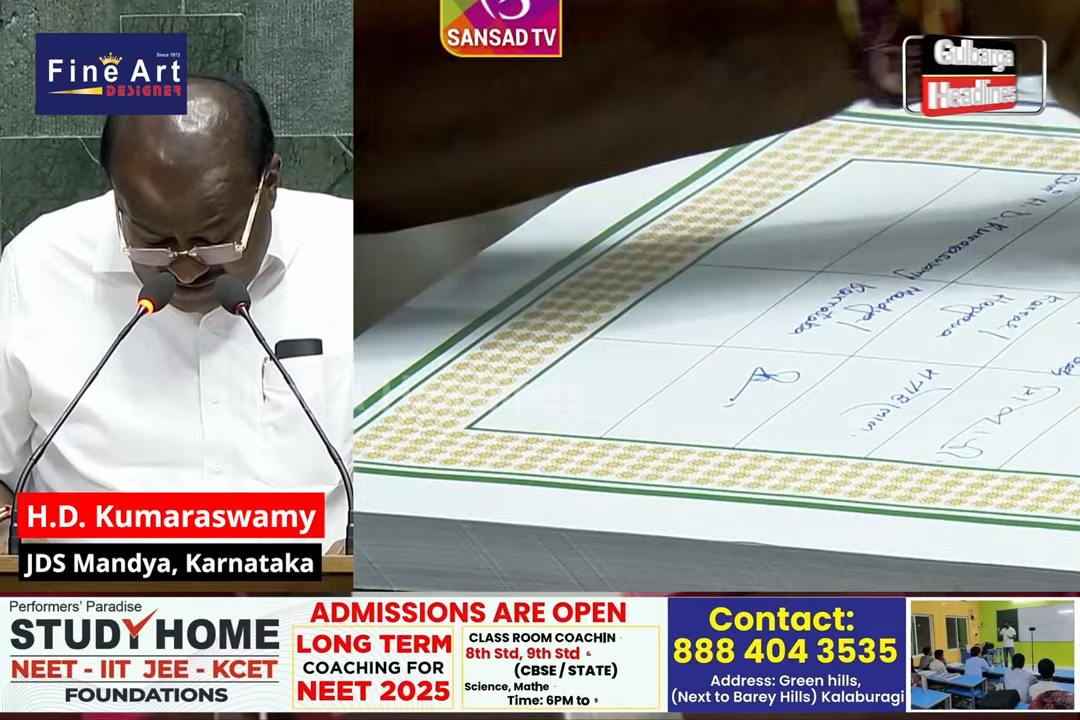 Since 1972
Fine Art
DESIGNER
SANSAD TV
Gulbarga
Headlines
H.D. Kumaraswamy
Mandya
Karnataka
Karnal
Haryana
H.D. Kumaraswamy
JDS Mandya, Karnataka
Performers' Paradise
STUDY HOME
NEET - IIT JEE - KCET
FOUNDATIONS
ADMISSIONS ARE OPEN
LONG TERM
COACHING FOR
NEET 2025
CLASS ROOM COACHIN
8th Std, 9th Std &
(CBSE / STATE)
Science, Mathe
Time: 6PM to
Contact:
888 404 3535
Address: Green hills,
(Next to Barey Hills) Kalaburagi